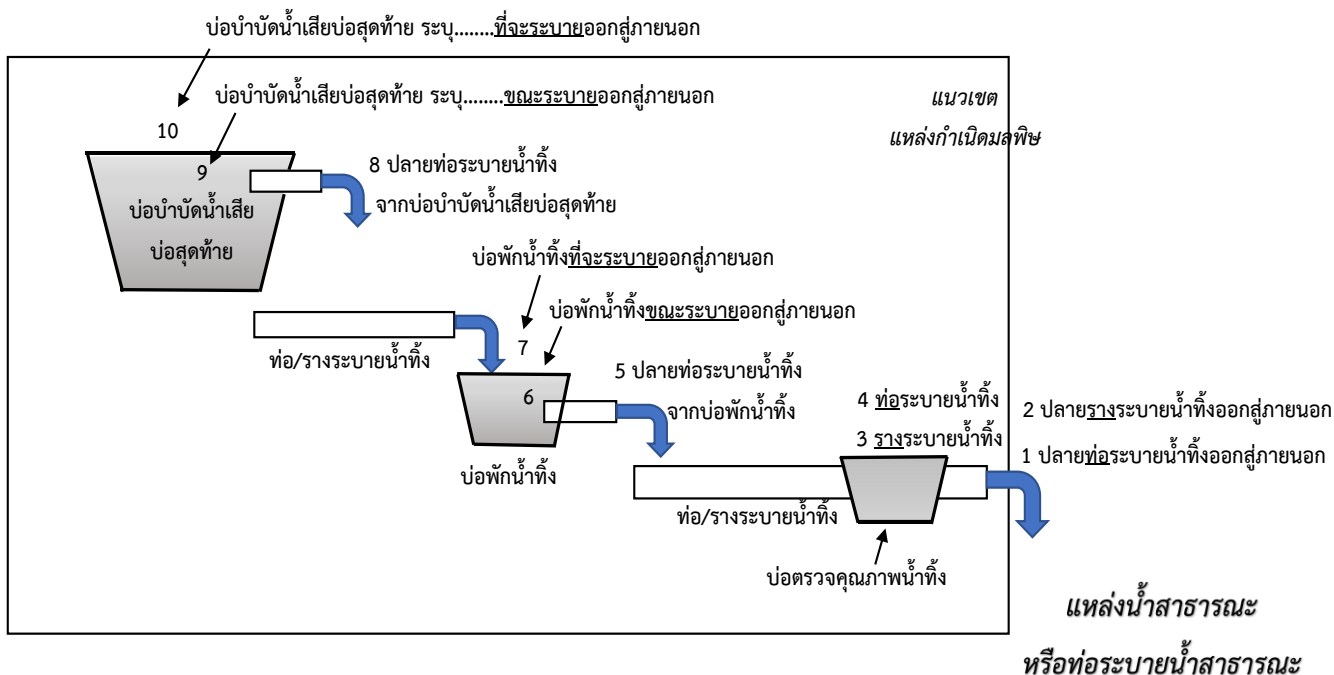 บ่อบำบัดน้ำเสียบ่อสุดท้าย ระบุ........ที่จะระบายออกสู่ภายนอก
บ่อบำบัดน้ำเสียบ่อสุดท้าย ระบุ........ขณะระบายออกสู่ภายนอก
แนวเขต
แหล่งกำเนิดมลพิษ
10
9
บ่อบำบัดน้ำเสีย
บ่อสุดท้าย
8 ปลายท่อระบายน้ำทิ้ง
จากบ่อบำบัดน้ำเสียบ่อสุดท้าย
บ่อพักน้ำทิ้งที่จะระบายออกสู่ภายนอก
บ่อพักน้ำทิ้งขณะระบายออกสู่ภายนอก
ท่อ/รางระบายน้ำทิ้ง
7
6
บ่อพักน้ำทิ้ง
5 ปลายท่อระบายน้ำทิ้ง
จากบ่อพักน้ำทิ้ง
4 ท่อระบายน้ำทิ้ง
3 รางระบายน้ำทิ้ง
2 ปลายรางระบายน้ำทิ้งออกสู่ภายนอก
1 ปลายท่อระบายน้ำทิ้งออกสู่ภายนอก
ท่อ/รางระบายน้ำทิ้ง
บ่อตรวจคุณภาพน้ำทิ้ง
แหล่งน้ำสาธารณะ
หรือท่อระบายน้ำสาธารณะ